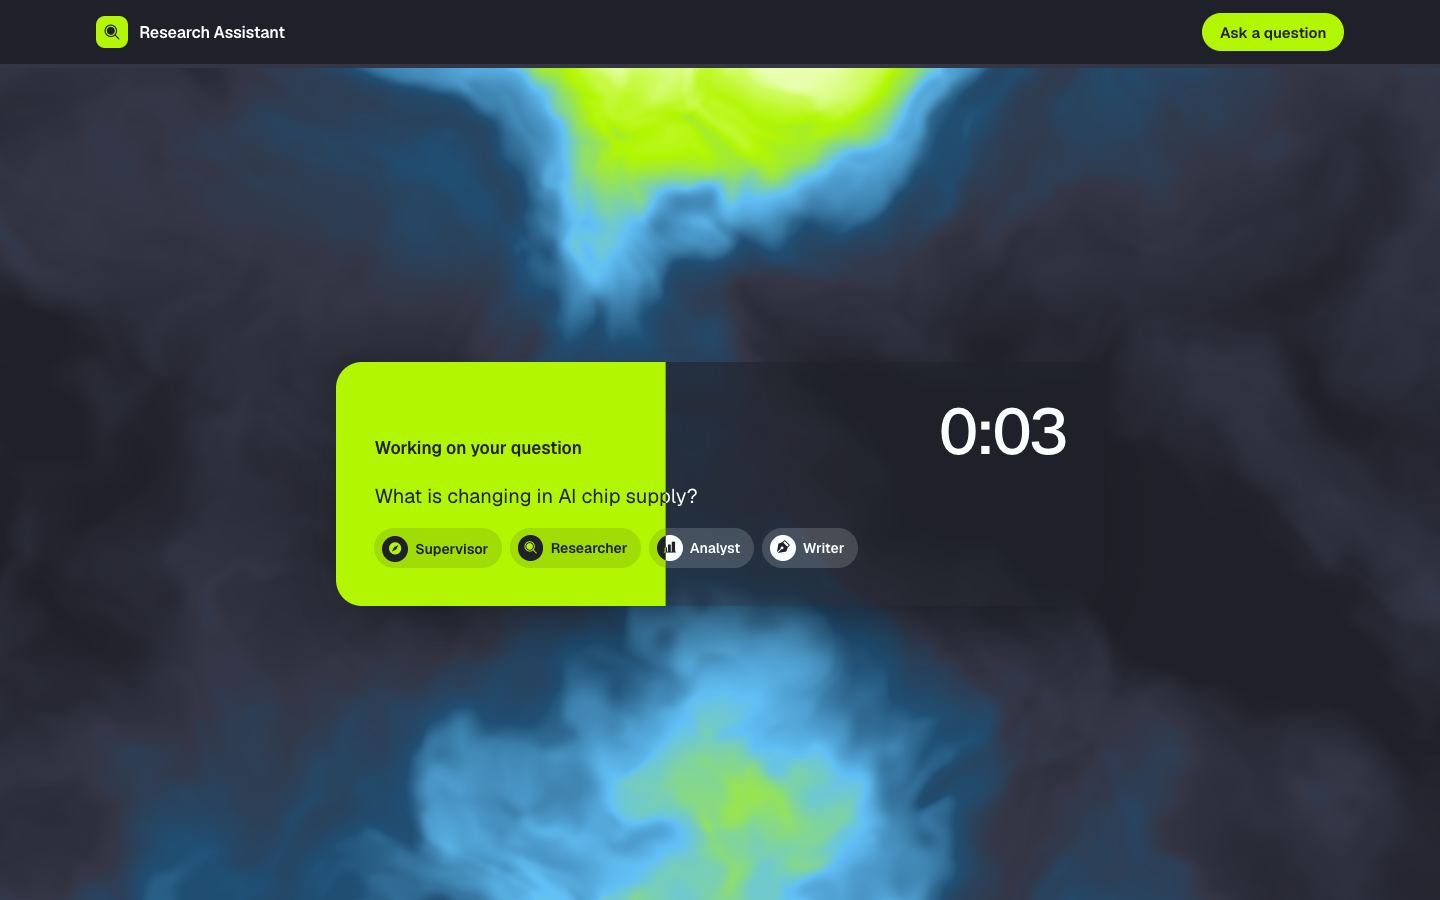 Research Assistant
Ask a question
0:03
Working on your question
What is changing in AI chip supply?
Supervisor
Researcher
Analyst
Writer